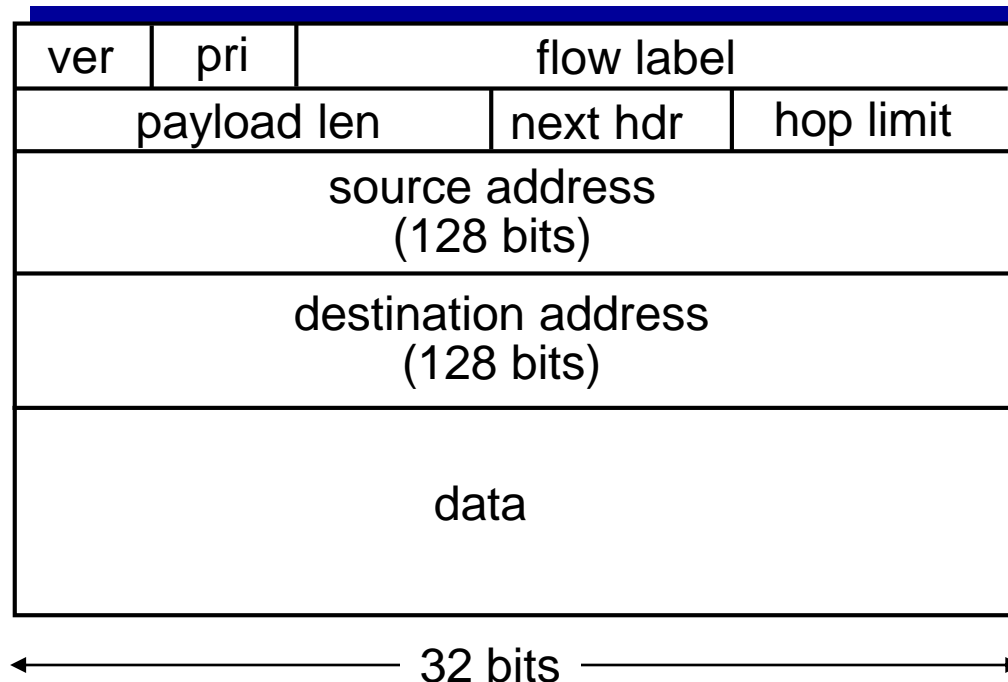 ver pri flow label
payload len next hdr hop limit
source address
(128 bits)
destination address
(128 bits)
data
32 bits